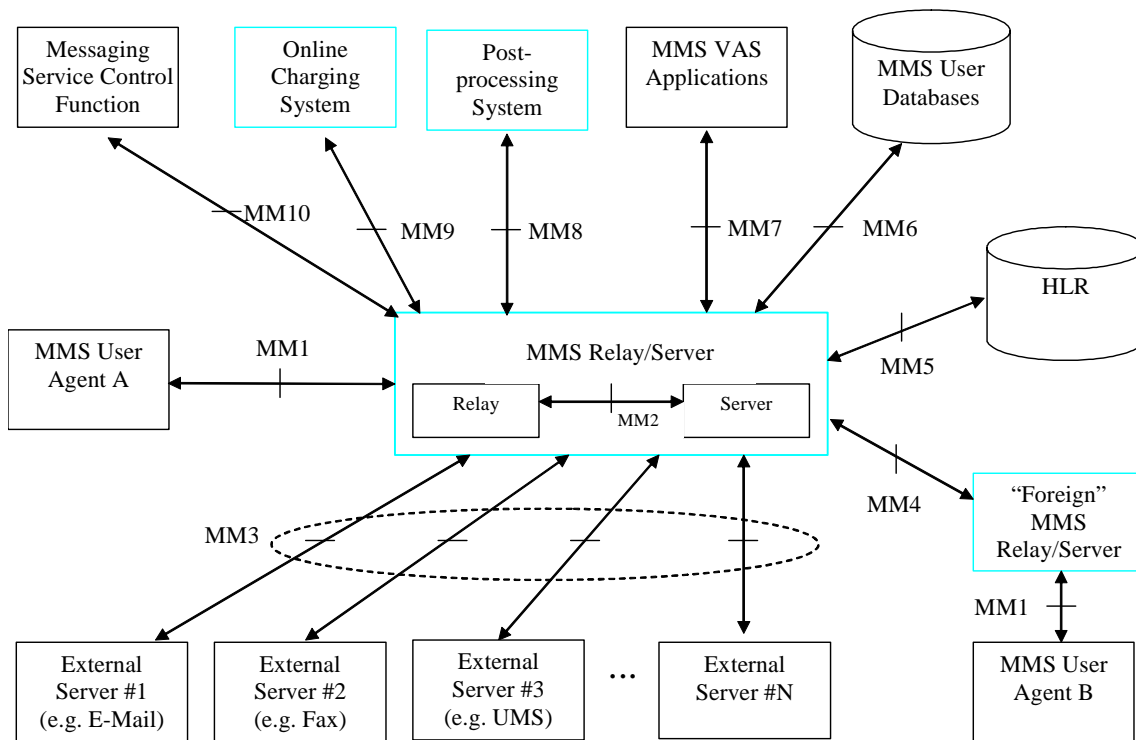 Messaging
Service Control
Function
Online
Charging
System
Post-
processing
System
MMS VAS
Applications
MMS User
Databases
MM10
MM9
MM8
MM7
MM6
HLR
MMS User
Agent A
MM1
MMS Relay/Server
Relay
MM2
Server
MM5
MM4
“Foreign”
MMS
Relay/Server
MM3
MM1
External
Server #1
(e.g. E-Mail)
External
Server #2
(e.g. Fax)
External
Server #3
(e.g. UMS)
...
External
Server #N
MMS User
Agent B